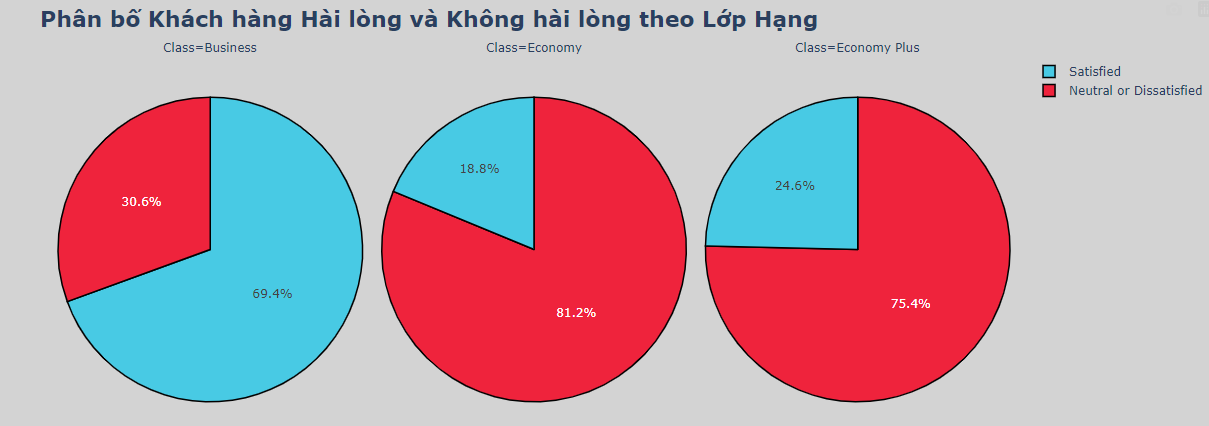 Phân bố Khách hàng Hài lòng và Không hài lòng theo Lớp Hạng
Class=Business
Class=Economy
Class=Economy Plus
Satisfied
Neutral or Dissatisfied
30.6%
69.4%
18.8%
81.2%
24.6%
75.4%